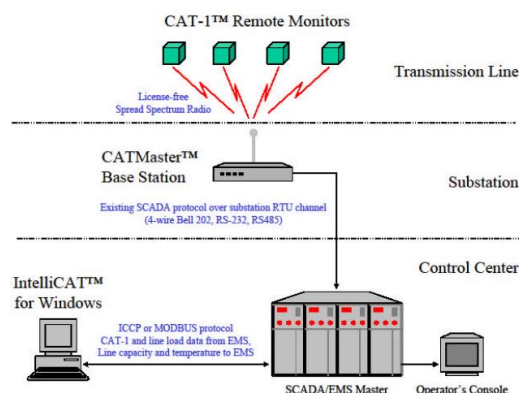 CAT-1™ Remote Monitors
License-free
Spread Spectrum Radio
Transmission Line
CATMaster™
Base Station
Substation
Existing SCADA protocol over substation RTU channel
(4-wire Bell 202, RS-232, RS485)
Control Center
IntelliCAT™
for Windows
ICCP or MODBUS protocol
CAT-1 and line load data from EMS,
Line capacity and temperature to EMS
SCADA/EMS Master
Operator's Console